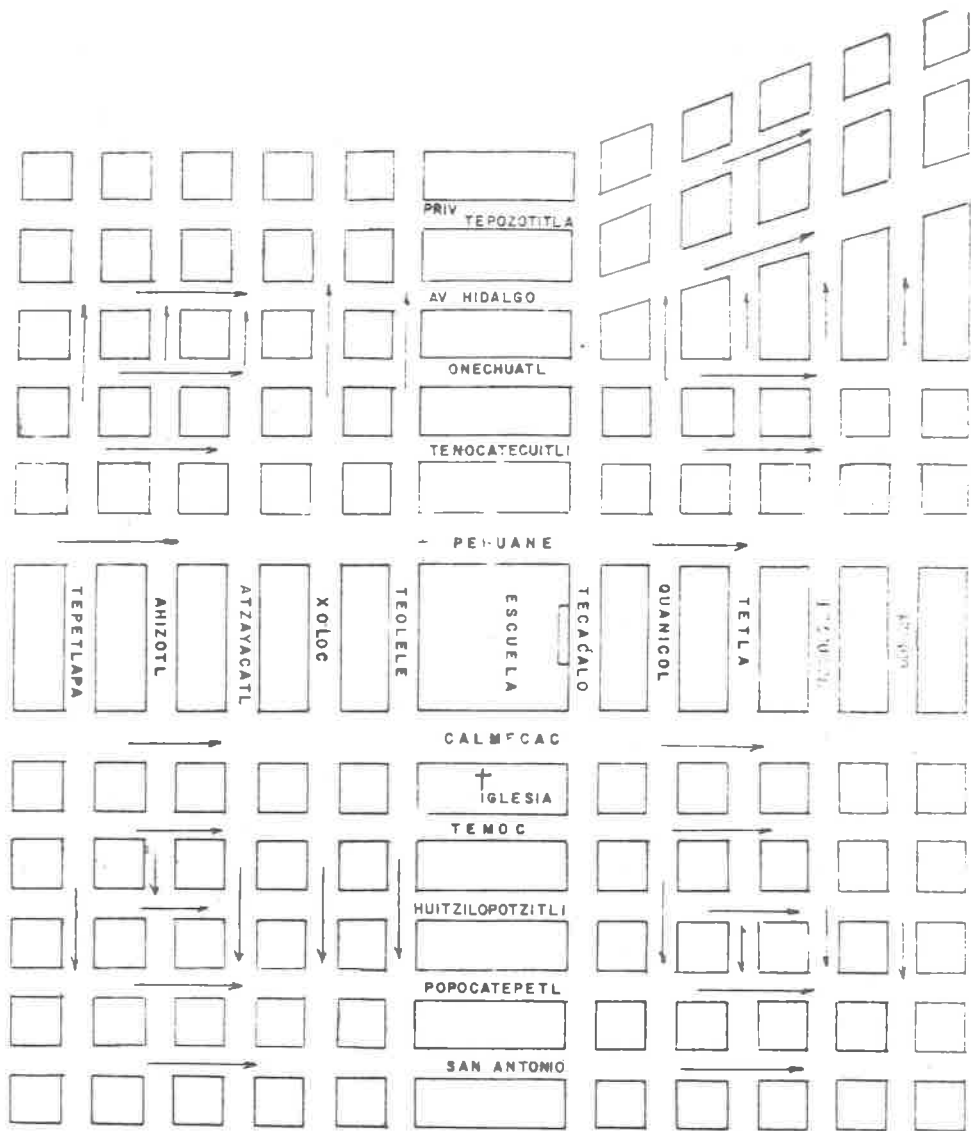 PRIV
TEPOZOTITLA
AV HIDALGO
ONECHUATL
TENOCATECUITLI
TEPETLAPA
AHIZOTL
ATZAYACATL
XOLOC
TEOLELE
ESCUELA
TECACALO
QUANICOL
TETLA
CALMECAC
IGLESIA
TEMOC
HUITZILOPOTZITLI
POPOCATEPETL
SAN ANTONIO